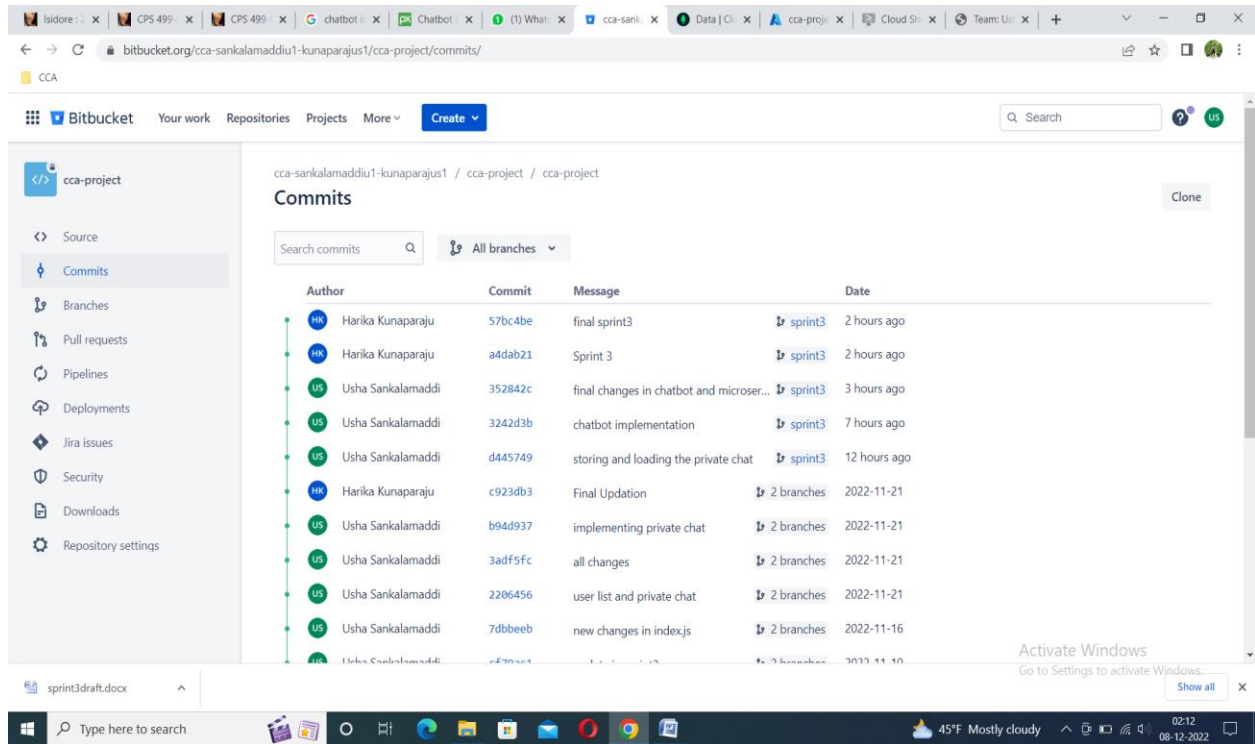 Isidore : 2
CPS 499-
CPS 499-
chatbot i
Chatbot
(1) What
cca-sank
Data | Cl
cca-proje
Cloud Sh
Team: Us
bitbucket.org/cca-sankalamaddiu1-kunaparajus1/cca-project/commits/
CCA
Bitbucket Your work Repositories Projects More Create Search US
</> cca-project
cca-sankalamaddiu1-kunaparajus1 / cca-project / cca-project
Commits Clone
Source
Commits
Branches
Pull requests
Pipelines
Deployments
Jira issues
Security
Downloads
Repository settings
Search commits All branches
Author Commit Message Date
HK Harika Kunaparaju 57bc4be final sprint3 sprint3 2 hours ago
HK Harika Kunaparaju a4dab21 Sprint 3 sprint3 2 hours ago
US Usha Sankalamaddi 352842c final changes in chatbot and microser... sprint3 3 hours ago
US Usha Sankalamaddi 3242d3b chatbot implementation sprint3 7 hours ago
US Usha Sankalamaddi d445749 storing and loading the private chat sprint3 12 hours ago
HK Harika Kunaparaju c923db3 Final Updation 2 branches 2022-11-21
US Usha Sankalamaddi b94d937 implementing private chat 2 branches 2022-11-21
US Usha Sankalamaddi 3adf5fc all changes 2 branches 2022-11-21
US Usha Sankalamaddi 2206456 user list and private chat 2 branches 2022-11-21
US Usha Sankalamaddi 7dbbeeb new changes in index.js 2 branches 2022-11-16
US Usha Sankalamaddi 2 branches
Activate Windows
Go to Settings to activate Windows.
sprint3draft.docx Show all
Type here to search 45°F Mostly cloudy 02:12
08-12-2022